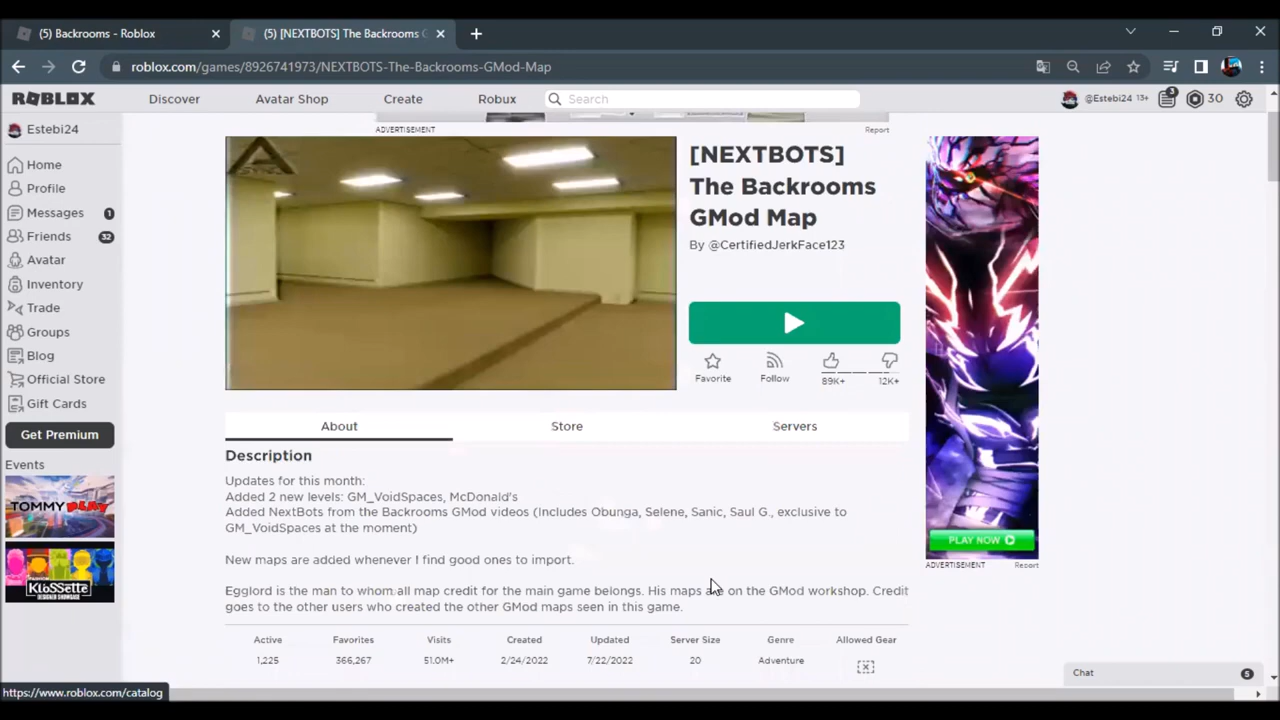 (5) Backrooms - Roblox
(5) [NEXTBOTS] The Backrooms G
roblox.com/games/8926741973/NEXTBOTS-The-Backrooms-GMod-Map
ROBLOX
Discover
Avatar Shop
Create
Robux
Search
@Estebi24 13+
3
30
Estebi24
Home
Profile
Messages 1
Friends 32
Avatar
Inventory
Trade
Groups
Blog
Official Store
Gift Cards
Get Premium
Events
TOMMY PLAY
KLOSSETTE
ADVERTISEMENT
Report
[NEXTBOTS]
The Backrooms
GMod Map
By @CertifiedJerkFace123
Favorite
Follow
89K+
12K+
About
Store
Servers
Description
Updates for this month:
Added 2 new levels: GM_VoidSpaces, McDonald's
Added NextBots from the Backrooms GMod videos (Includes Obunga, Selene, Sanic, Saul G., exclusive to
GM_VoidSpaces at the moment)
New maps are added whenever I find good ones to import.
Egglord is the man to whom all map credit for the main game belongs. His maps are on the GMod workshop. Credit
goes to the other users who created the other GMod maps seen in this game.
Active Favorites Visits Created Updated Server Size Genre Allowed Gear
1,225 366,267 51.0M+ 2/24/2022 7/22/2022 20 Adventure
PLAY NOW
ADVERTISEMENT
Report
Chat 5
https://www.roblox.com/catalog